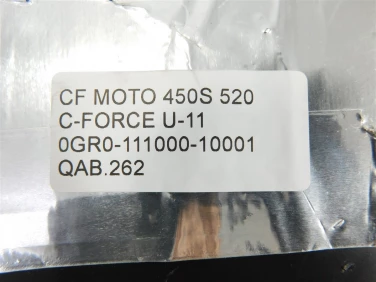 CF MOTO 450S 520
C-FORCE U-11
0GR0-111000-10001
QAB.262